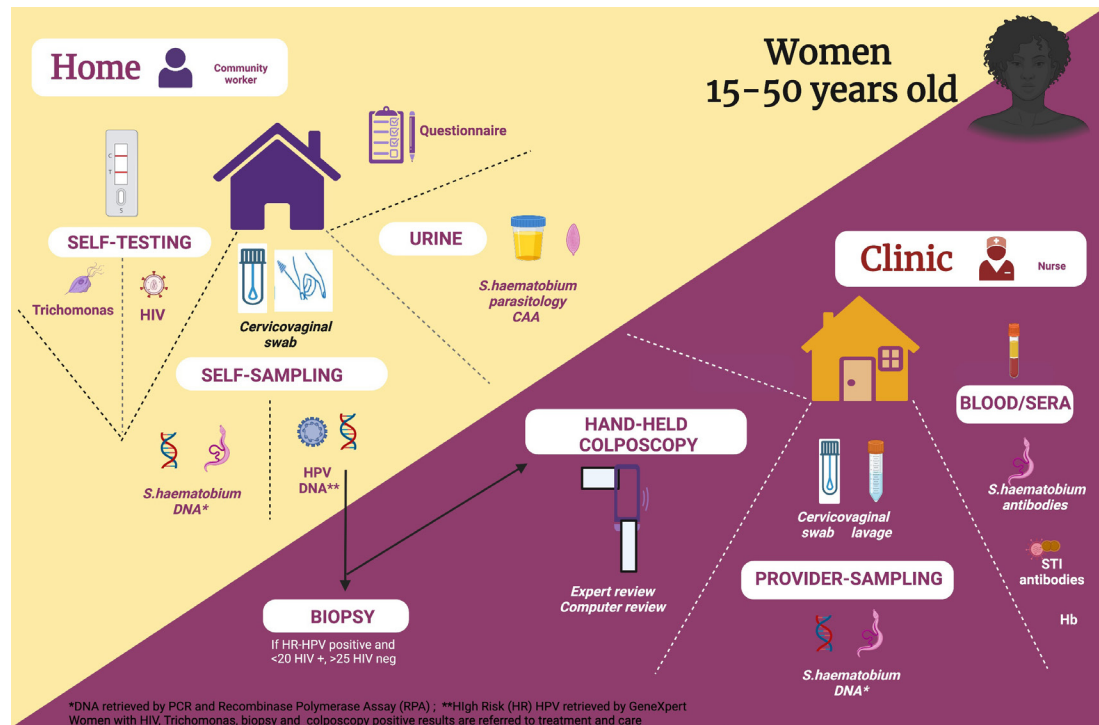 Home
Community
worker
Women
15-50 years old
Questionnaire
C
T
S
SELF-TESTING
Trichomonas
HIV
URINE
S.haematobium
parasitology
CAA
Cervicovaginal
swab
SELF-SAMPLING
S.haematobium
DNA*
HPV
DNA**
Clinic
Nurse
HAND-HELD
COLPOSCOPY
Expert review
Computer review
BIOPSY
If HR-HPV positive and
<20 HIV +, >25 HIV neg
BLOOD/SERA
S.haematobium
antibodies
STI
antibodies
Hb
Cervicovaginal
swab lavage
PROVIDER-SAMPLING
S.haematobium
DNA*
*DNA retrieved by PCR and Recombinase Polymerase Assay (RPA) ; **HIgh Risk (HR) HPV retrieved by GeneXpert
Women with HIV, Trichomonas, biopsy and colposcopy positive results are referred to treatment and care